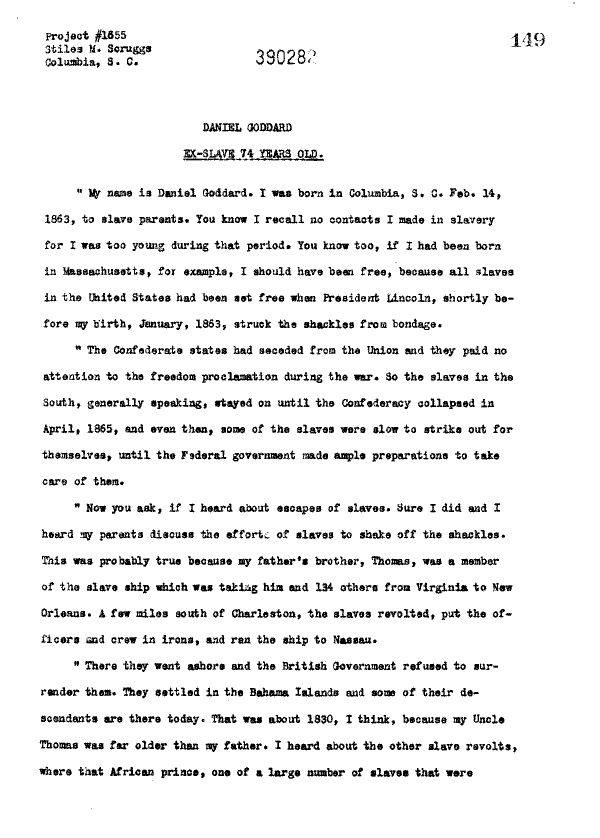 Project #1655
Stiles M. Scruggs
Columbia, S. C.
390282
149
DANIEL GODDARD
EX-SLAVE 74 YEARS OLD.
" My name is Daniel Goddard. I was born in Columbia, S. C. Feb. 14,
1863, to slave parents. You know I recall no contacts I made in slavery
for I was too young during that period. You know too, if I had been born
in Massachusetts, for example, I should have been free, because all slaves
in the United States had been set free when President Lincoln, shortly be-
fore my birth, January, 1863, struck the shackles from bondage.
" The Confederate states had seceded from the Union and they paid no
attention to the freedom proclamation during the war. So the slaves in the
South, generally speaking, stayed on until the Confederacy collapsed in
April, 1865, and even then, some of the slaves were slow to strike out for
themselves, until the Federal government made ample preparations to take
care of them.
" Now you ask, if I heard about escapes of slaves. Sure I did and I
heard my parents discuss the efforts of slaves to shake off the shackles.
This was probably true because my father's brother, Thomas, was a member
of the slave ship which was taking him and 134 others from Virginia to New
Orleans. A few miles south of Charleston, the slaves revolted, put the of-
ficers and crew in irons, and ran the ship to Nassau.
" There they went ashore and the British Government refused to sur-
render them. They settled in the Bahama Islands and some of their de-
scendants are there today. That was about 1830, I think, because my Uncle
Thomas was far older than my father. I heard about the other slave revolts,
where that African prince, one of a large number of slaves that were